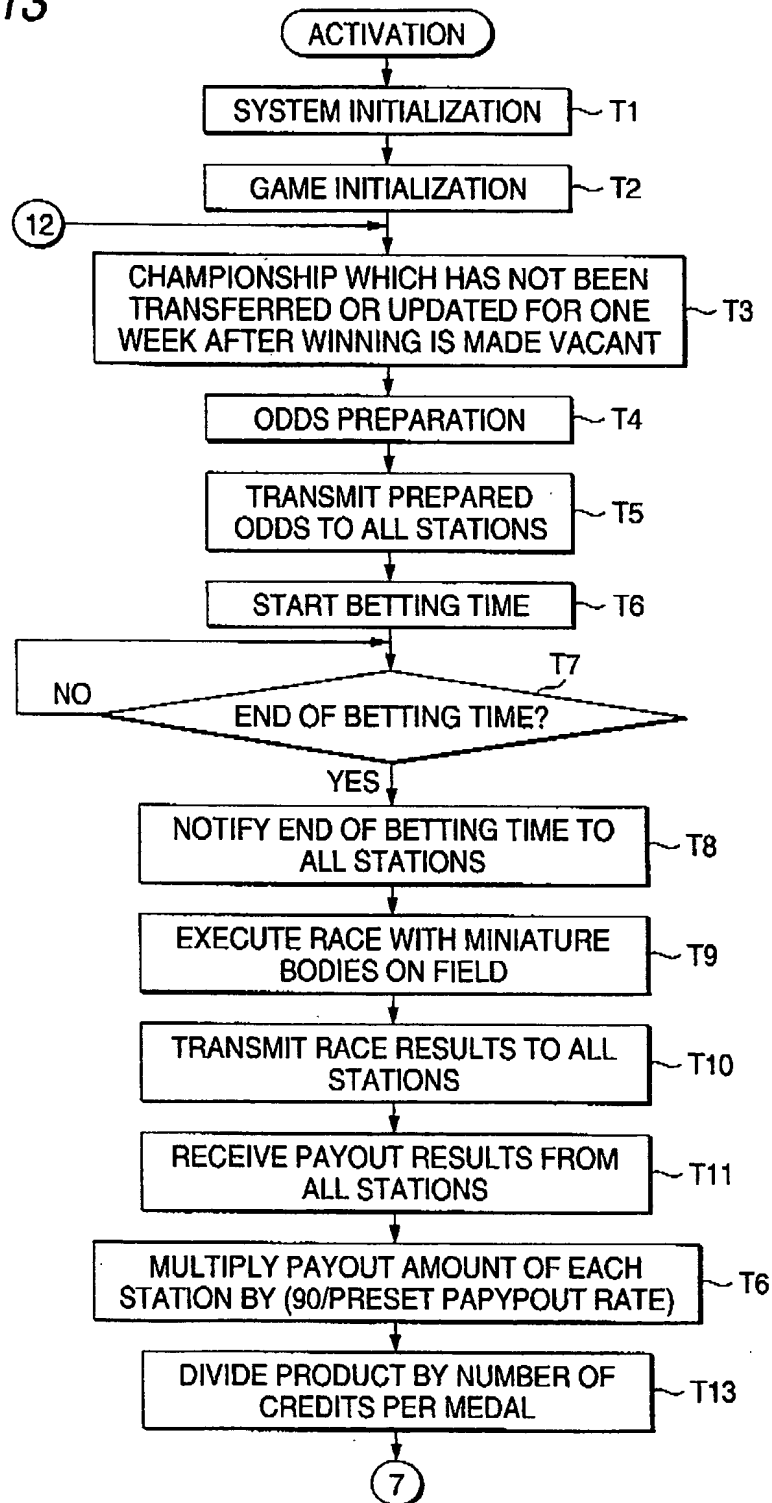 13
ACTIVATION
SYSTEM INITIALIZATION
T1
GAME INITIALIZATION
T2
12
CHAMPIONSHIP WHICH HAS NOT BEEN
TRANSFERRED OR UPDATED FOR ONE
WEEK AFTER WINNING IS MADE VACANT
T3
ODDS PREPARATION
T4
TRANSMIT PREPARED
ODDS TO ALL STATIONS
T5
START BETTING TIME
T6
T7
NO
END OF BETTING TIME?
YES
NOTIFY END OF BETTING TIME TO
ALL STATIONS
T8
EXECUTE RACE WITH MINIATURE
BODIES ON FIELD
T9
TRANSMIT RACE RESULTS TO ALL
STATIONS
T10
RECEIVE PAYOUT RESULTS FROM
ALL STATIONS
T11
MULTIPLY PAYOUT AMOUNT OF EACH
STATION BY (90/PRESET PAPYPOUT RATE)
T6
DIVIDE PRODUCT BY NUMBER OF
CREDITS PER MEDAL
T13
7